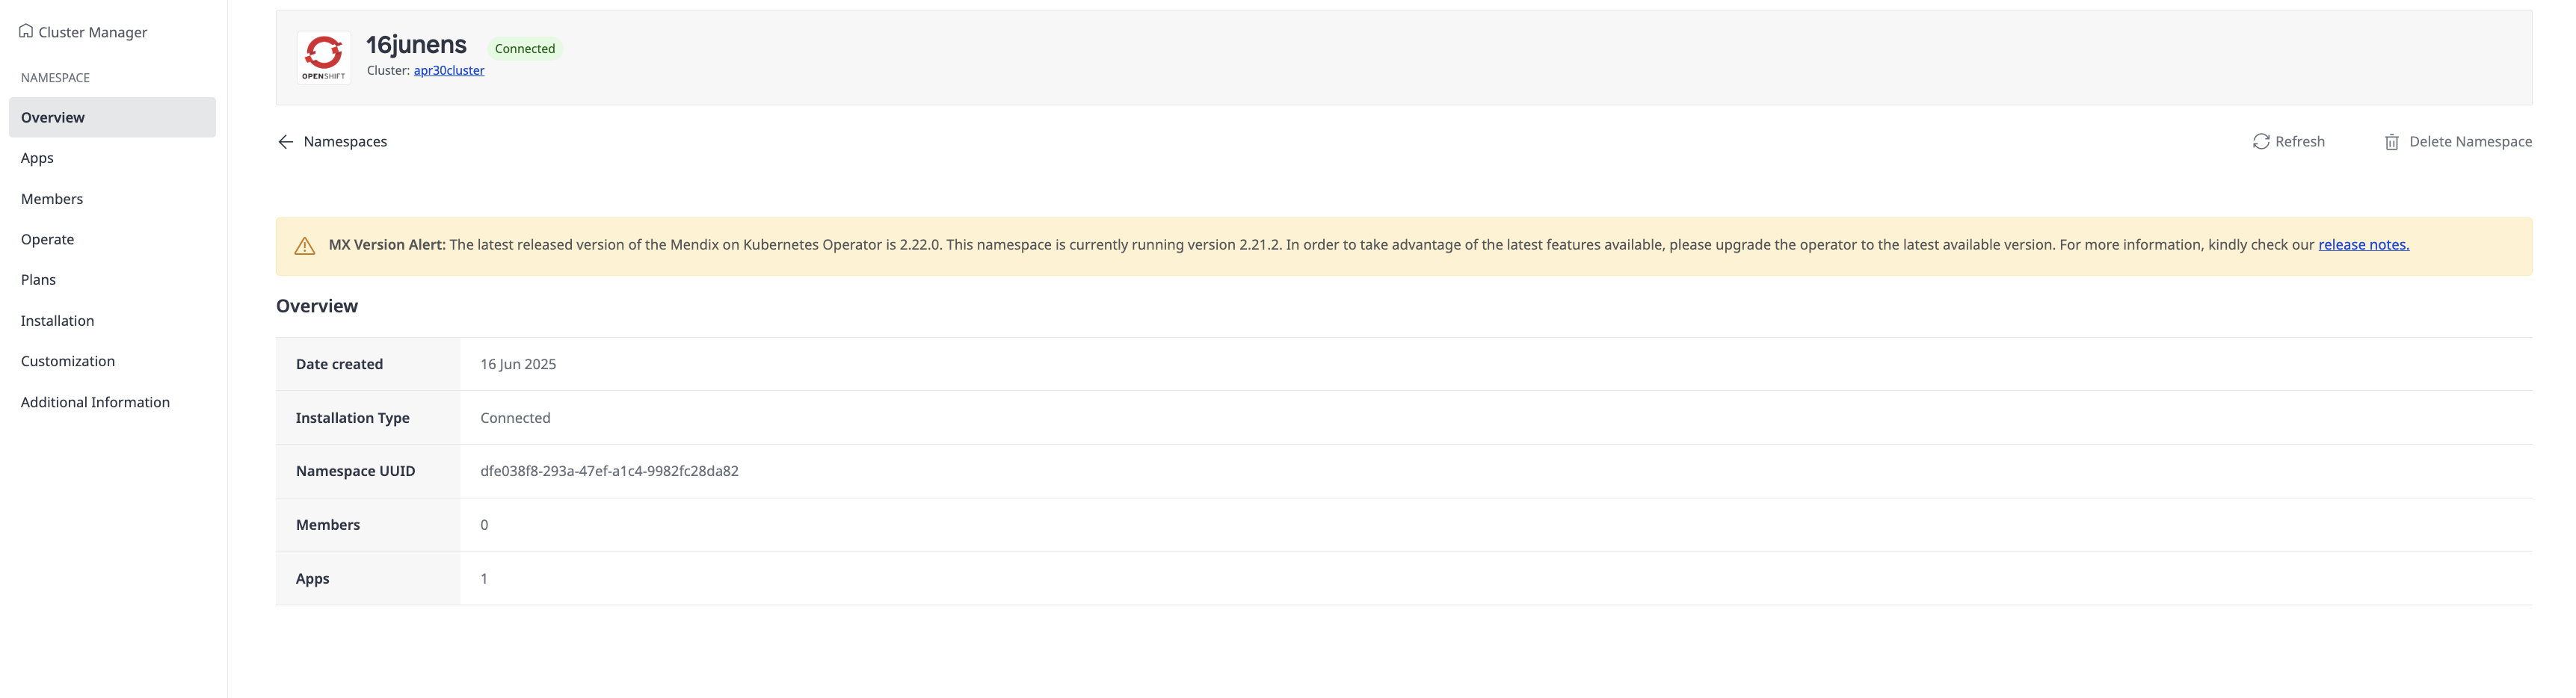 Cluster Manager
NAMESPACE
Overview
Apps
Members
Operate
Plans
Installation
Customization
Additional Information
OPENSHIFT
16junens
Connected
Cluster: apr30cluster
Namespaces
Refresh
Delete Namespace
MX Version Alert: The latest released version of the Mendix on Kubernetes Operator is 2.22.0. This namespace is currently running version 2.21.2. In order to take advantage of the latest features available, please upgrade the operator to the latest available version. For more information, kindly check our release notes.
Overview
Date created 16 Jun 2025
Installation Type Connected
Namespace UUID dfe038f8-293a-47ef-a1c4-9982fc28da82
Members 0
Apps 1